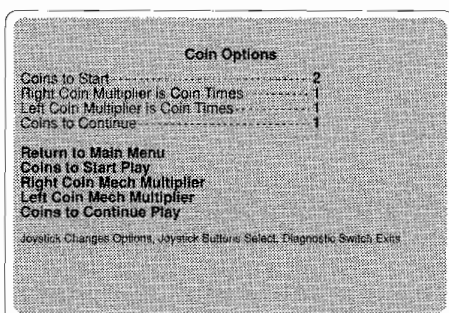 Coin Options
Coins to Start 2
Right Coin Multiplier is Coin Times 1
Left Coin Multiplier is Coin Times 1
Coins to Continue 1
Return to Main Menu
Coins to Start Play
Right Coin Mech Multiplier
Left Coin Mech Multiplier
Coins to Continue Play
Joystick Changes Options, Joystick Buttons Select, Diagnostic Switch Exits